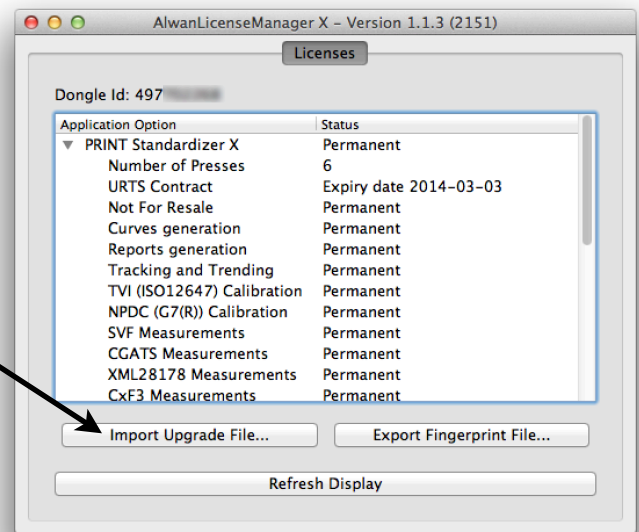 AlwanLicenseManager X – Version 1.1.3 (2151)
Licenses
Dongle Id: 497
Application Option Status
PRINT Standardizer X Permanent
Number of Presses 6
URTS Contract Expiry date 2014-03-03
Not For Resale Permanent
Curves generation Permanent
Reports generation Permanent
Tracking and Trending Permanent
TVI (ISO12647) Calibration Permanent
NPDC (G7(R)) Calibration Permanent
SVF Measurements Permanent
CGATS Measurements Permanent
XML28178 Measurements Permanent
CxF3 Measurements Permanent
Import Upgrade File... Export Fingerprint File...
Refresh Display